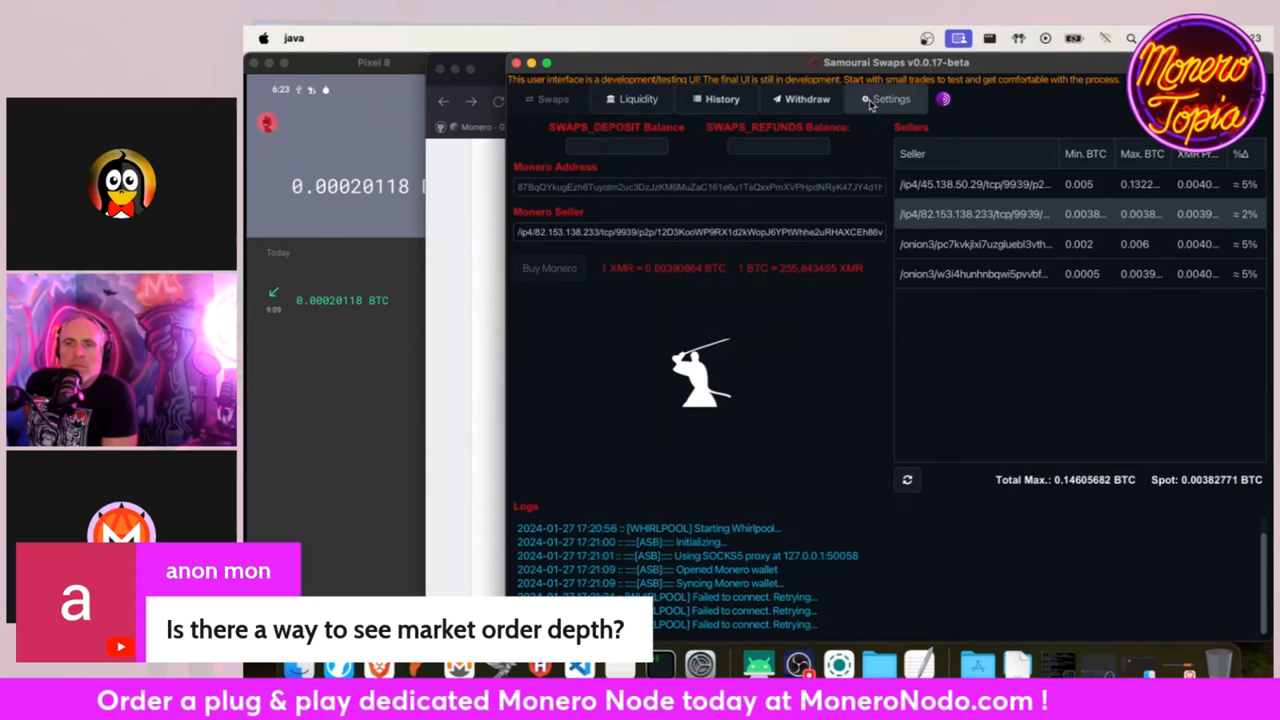 java
Pixel 8
6:23
0.00020118
Today
0.00020118 BTC
9:09
Monero - G
Samourai Swaps v0.0.17-beta
This user interface is a development/testing UI! The final UI is still in development. Start with small trades to test and get comfortable with the process.
Swaps
Liquidity
History
Withdraw
Settings
SWAPS_DEPOSIT Balance
SWAPS_REFUNDS Balance:
Monero Address
Monero Seller
Buy Monero
1 XMR = 0.00390864 BTC
1 BTC = 255,843465 XMR
Sellers
Seller Min. BTC Max. BTC XMR Pr... %Δ
/ip4/45.138.50.29/tcp/9939/p2... 0.005 0.1322... 0.0040... ≈ 5%
/ip4/82.153.138.233/tcp/9939/... 0.0038... 0.0038... 0.0039... ≈ 2%
/onion3/pc7kvkjlxi7uzgluebl3vth... 0.002 0.006 0.0040... ≈ 5%
/onion3/w3i4hunhnbqwi5pvvbf... 0.0005 0.0039... 0.0040... ≈ 5%
Total Max.: 0.14605682 BTC Spot: 0.00382771 BTC
Logs
2024-01-27 17:20:56 :: [WHIRLPOOL] Starting Whirlpool...
2024-01-27 17:21:00 :: :::::[ASB]::::: Initializing...
2024-01-27 17:21:01 :: :::::[ASB]::::: Using SOCKS5 proxy at 127.0.0.1:50058
2024-01-27 17:21:09 :: :::::[ASB]::::: Opened Monero wallet
2024-01-27 17:21:09 :: :::::[ASB]::::: Syncing Monero wallet...
Failed to connect. Retrying...
Failed to connect. Retrying...
Failed to connect. Retrying...
Monero
Topia
a
anon mon
Is there a way to see market order depth?
Order a plug & play dedicated Monero Node today at MoneroNodo.com !